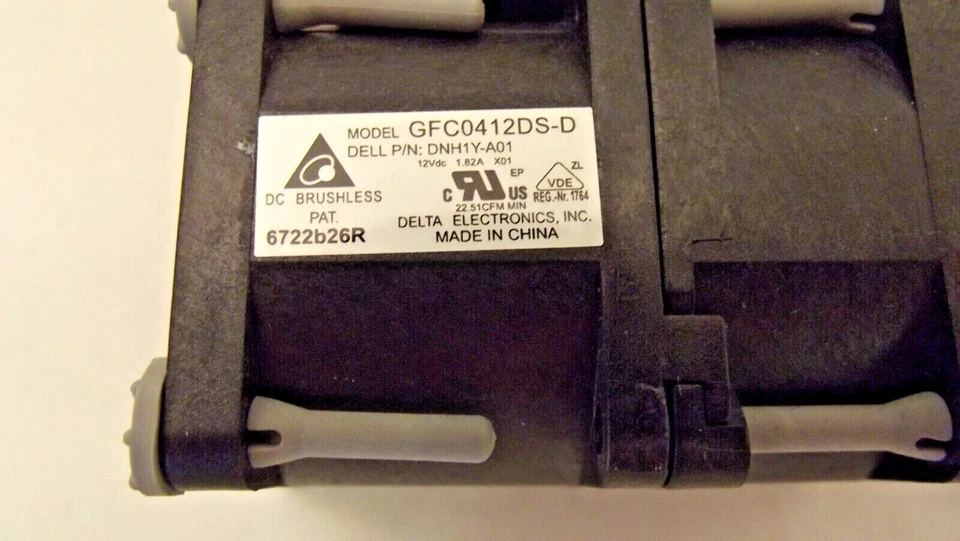 MODEL GFC0412DS-D
DELL P/N: DNH1Y-A01
12Vdc 1.82A X01
DC BRUSHLESS
PAT.
6722b26R
c RU US
EP
22.51CFM MIN
ZL
VDE
REG.-Nr. 1764
DELTA ELECTRONICS, INC.
MADE IN CHINA